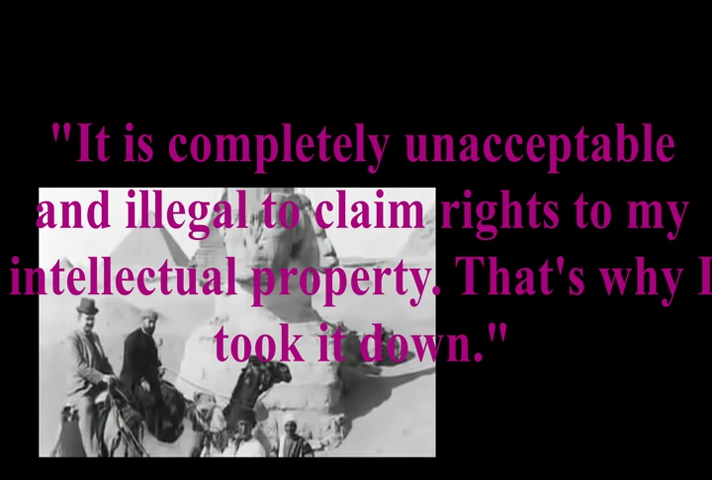 "It is completely unacceptable
and illegal to claim rights to my
intellectual property. That's why I
took it down."